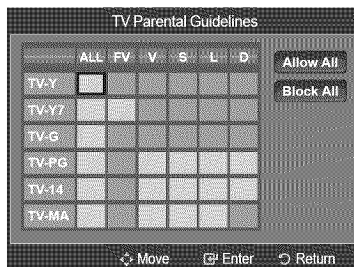 TV Parental Guidelines
ALL FV V S L D
Allow All
TV-Y
Block All
TV-Y7
TV-G
TV-PG
TV-14
TV-MA
Move Enter Return